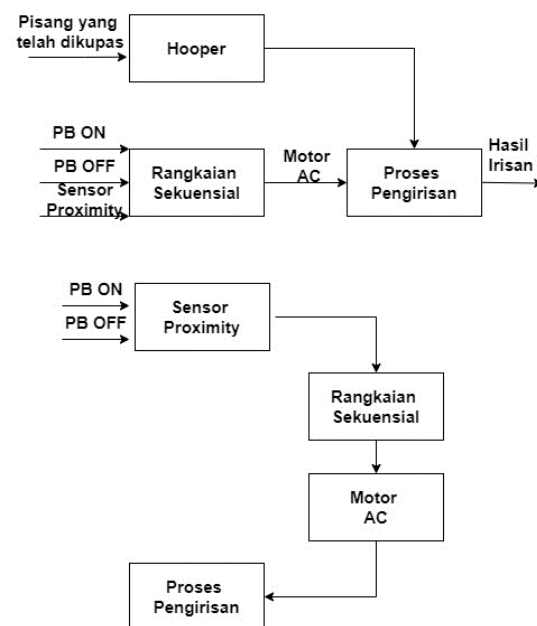 Pisang yang
telah dikupas
Hooper
PB ON
PB OFF
Sensor
Proximity
Rangkaian
Sekuensial
Motor
AC
Proses
Pengirisan
Hasil
Irisan
PB ON
PB OFF
Sensor
Proximity
Rangkaian
Sekuensial
Motor
AC
Proses
Pengirisan